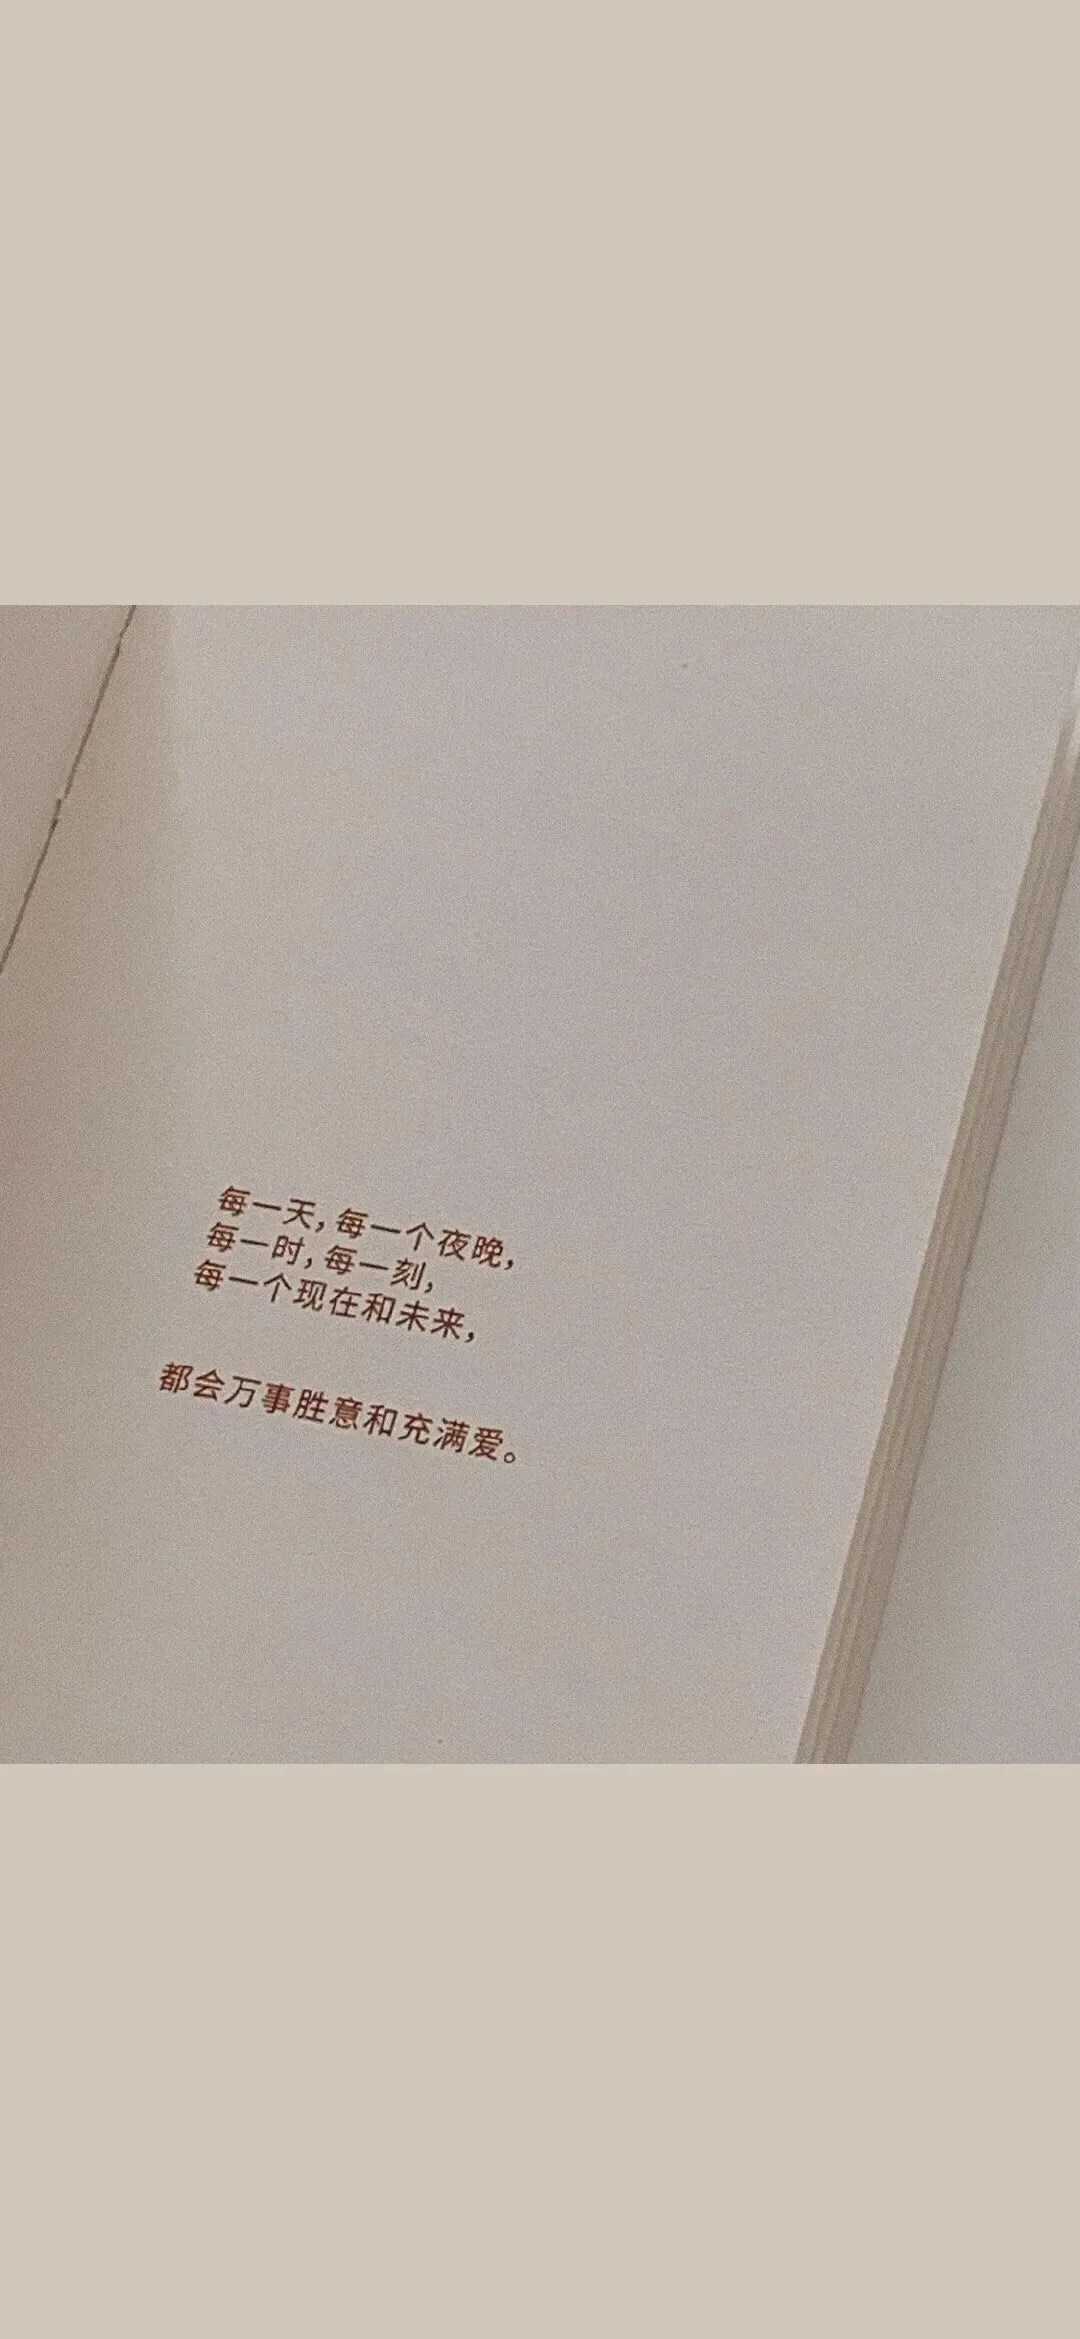 每一天，每一个夜晚，
每一时，每一刻，
每一个现在和未来，
都会万事胜意和充满爱。